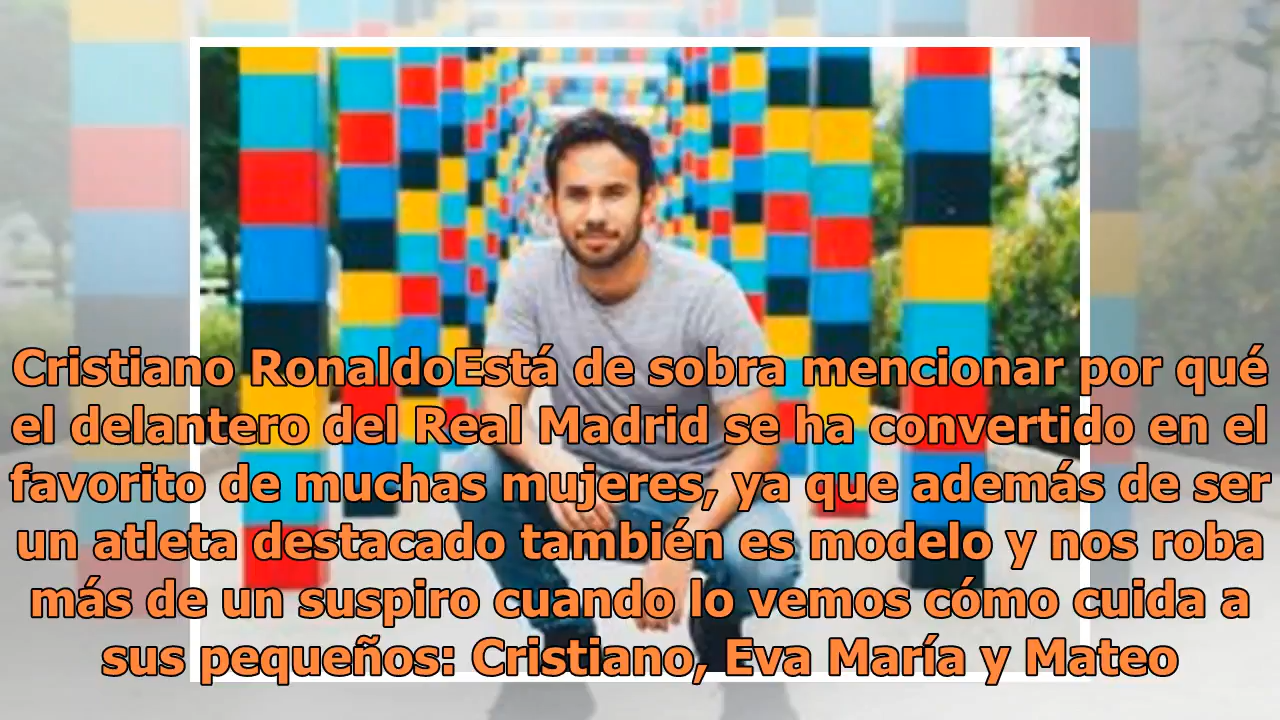 Cristiano RonaldoEstá de sobra mencionar por qué
el delantero del Real Madrid se ha convertido en el
favorito de muchas mujeres, ya que además de ser
un atleta destacado también es modelo y nos roba
más de un suspiro cuando lo vemos cómo cuida a
sus pequeños: Cristiano, Eva María y Mateo